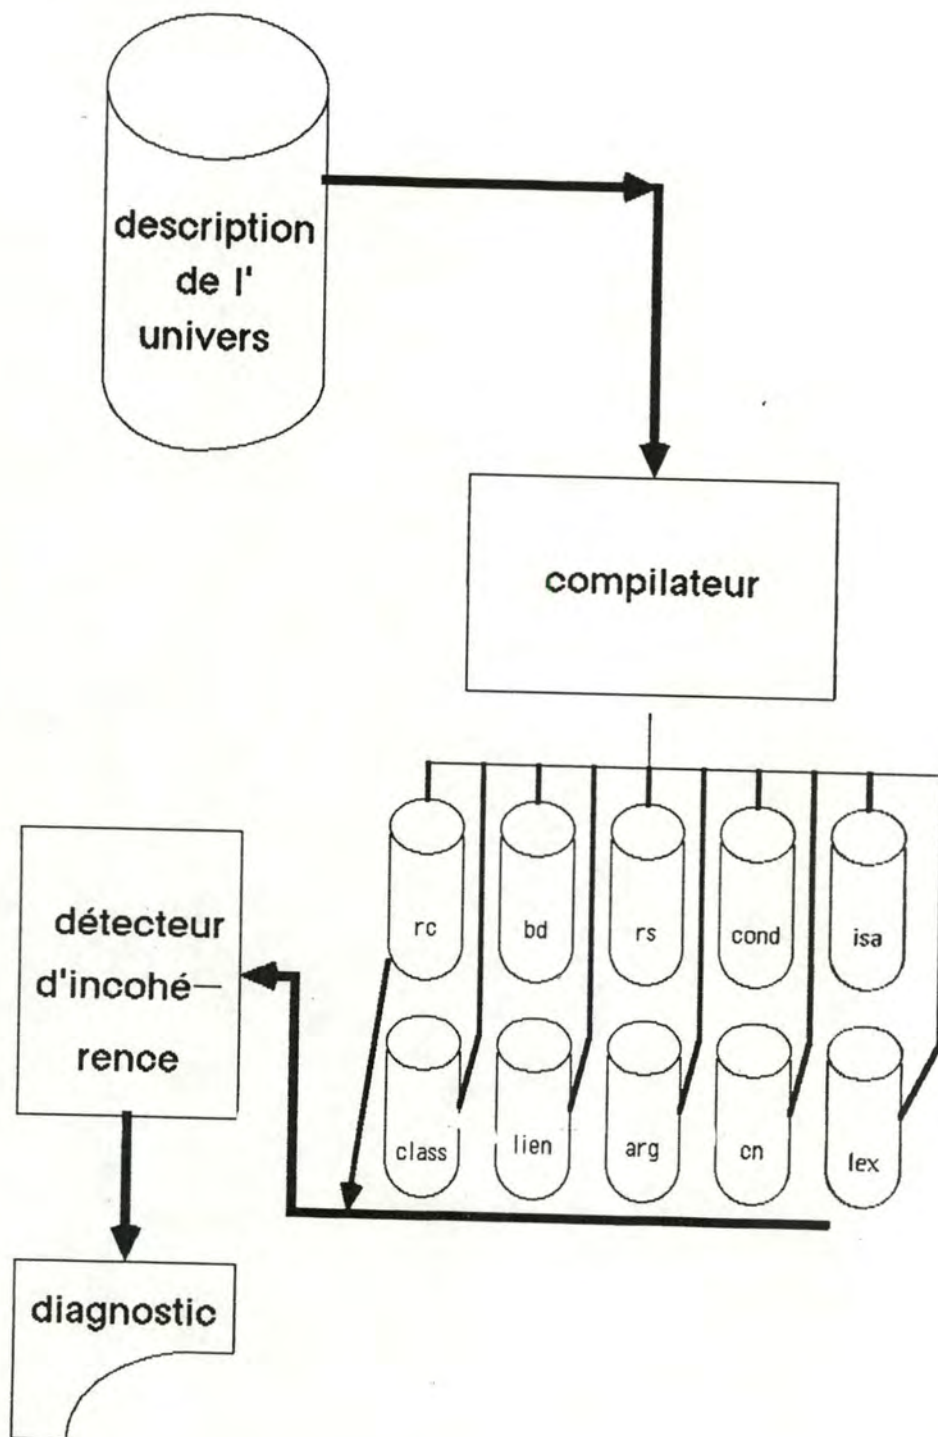 description
de l'
univers
compilateur
rc
bd
rs
cond
isa
détecteur
d'incohé—
rence
class
lien
arg
cn
lex
diagnostic